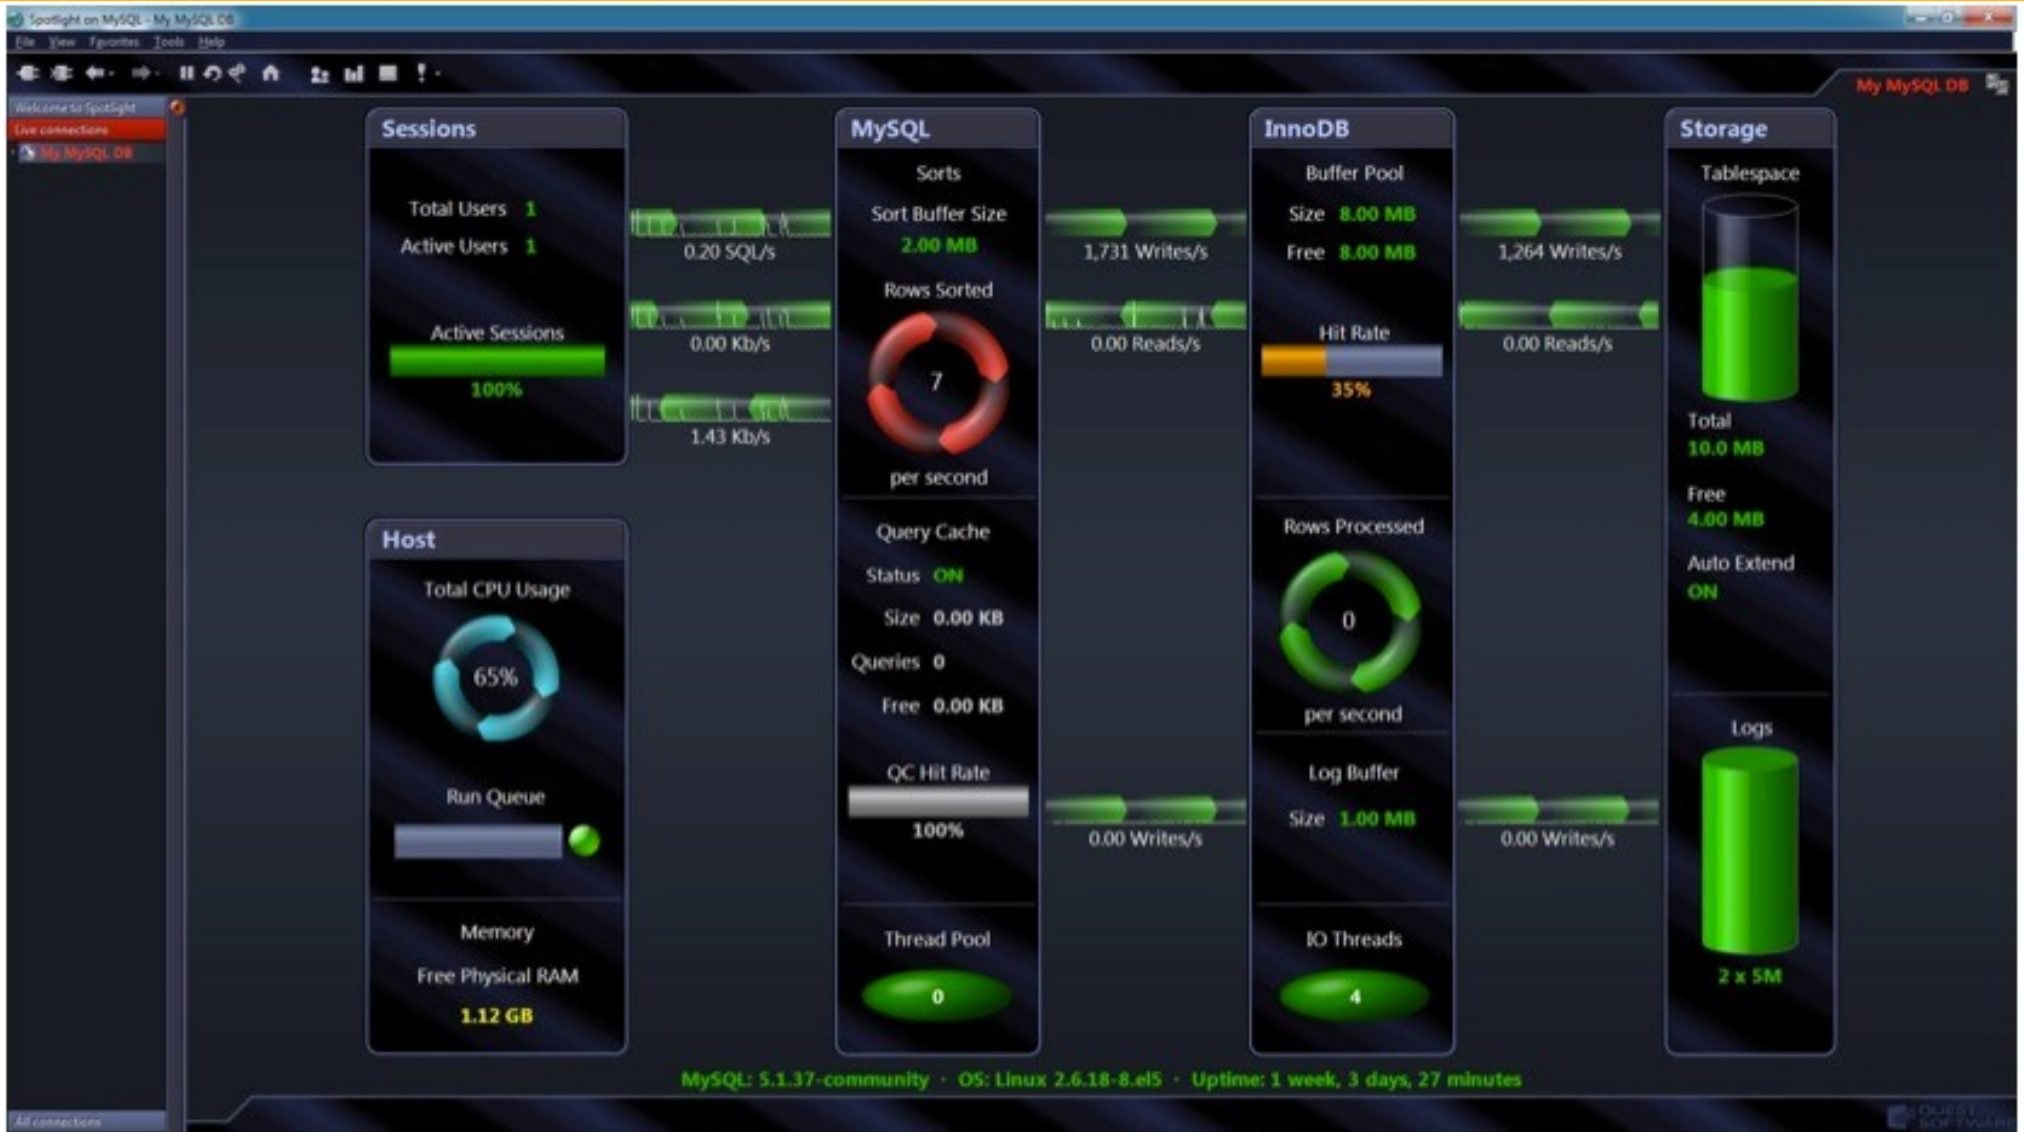 Spotlight on MySQL - My MySQL DB
File View Favorites Tools Help
My MySQL DB
Welcome to Spotlight
Live connections
My MySQL DB
Sessions
Total Users 1
Active Users 1
Active Sessions
100%
0.20 SQL/s
0.00 Kb/s
1.43 Kb/s
Host
Total CPU Usage
65%
Run Queue
Memory
Free Physical RAM
1.12 GB
MySQL
Sorts
Sort Buffer Size
2.00 MB
Rows Sorted
7
per second
Query Cache
Status ON
Size 0.00 KB
Queries 0
Free 0.00 KB
QC Hit Rate
100%
Thread Pool
0
1,731 Writes/s
0.00 Reads/s
0.00 Writes/s
InnoDB
Buffer Pool
Size 8.00 MB
Free 8.00 MB
Hit Rate
35%
Rows Processed
0
per second
Log Buffer
Size 1.00 MB
IO Threads
4
1,264 Writes/s
0.00 Reads/s
0.00 Writes/s
Storage
Tablespace
Total
10.0 MB
Free
4.00 MB
Auto Extend
ON
Logs
2 x 5M
MySQL: 5.1.37-community · OS: Linux 2.6.18-8.el5 · Uptime: 1 week, 3 days, 27 minutes
All connections
QUEST
SOFTWARE